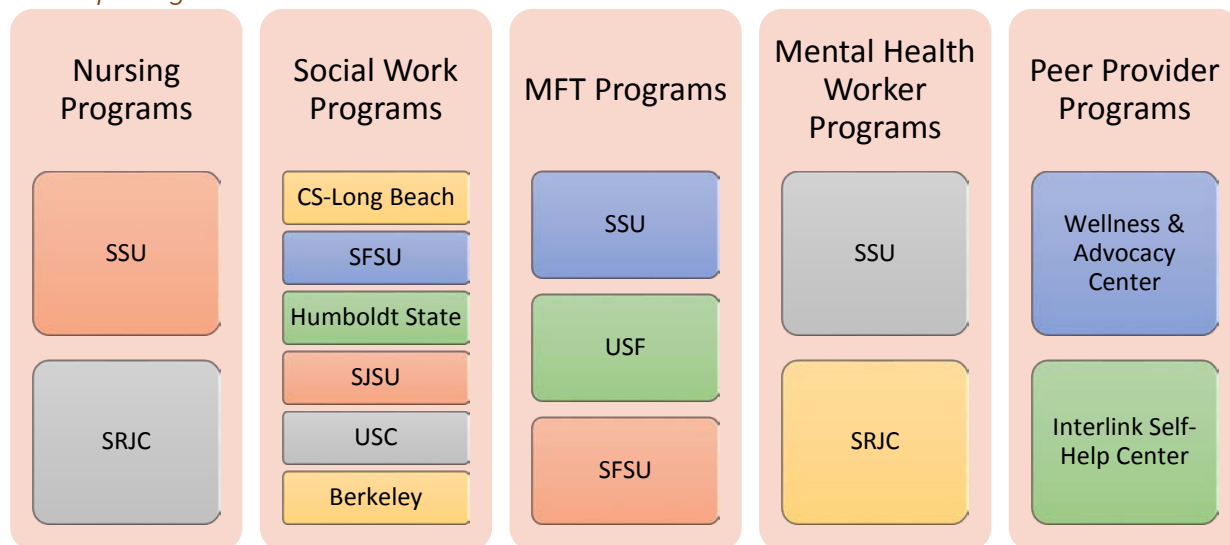 Nursing
Programs
SSU
SRJC
Social Work
Programs
CS-Long Beach
SFSU
Humboldt State
SJSU
USC
Berkeley
MFT Programs
SSU
USF
SFSU
Mental Health
Worker
Programs
SSU
SRJC
Peer Provider
Programs
Wellness &
Advocacy
Center
Interlink Self-
Help Center